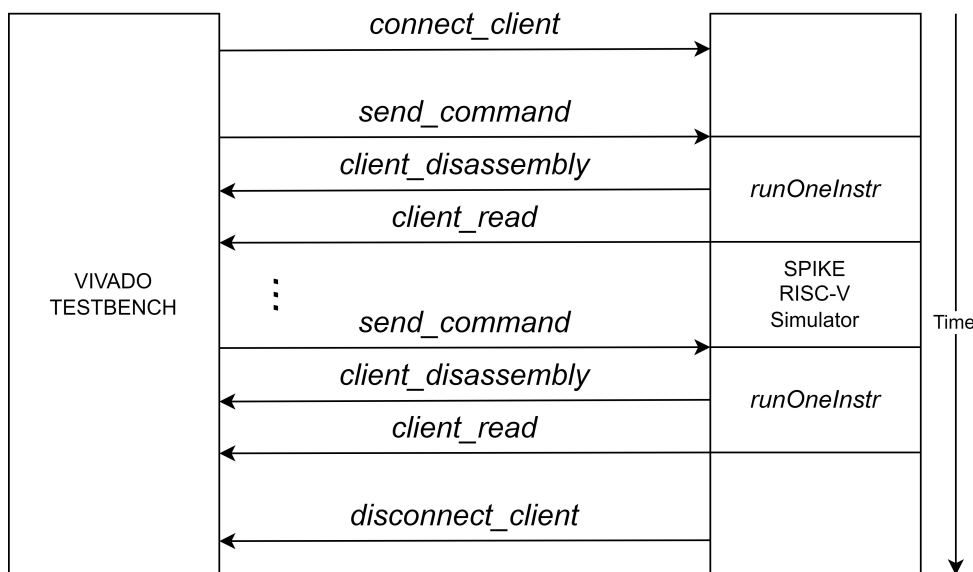 connect_client
send_command
client_disassembly
runOneInstr
client_read
VIVADO
TESTBENCH
⋮
SPIKE
RISC-V
Simulator
Time
send_command
client_disassembly
runOneInstr
client_read
disconnect_client